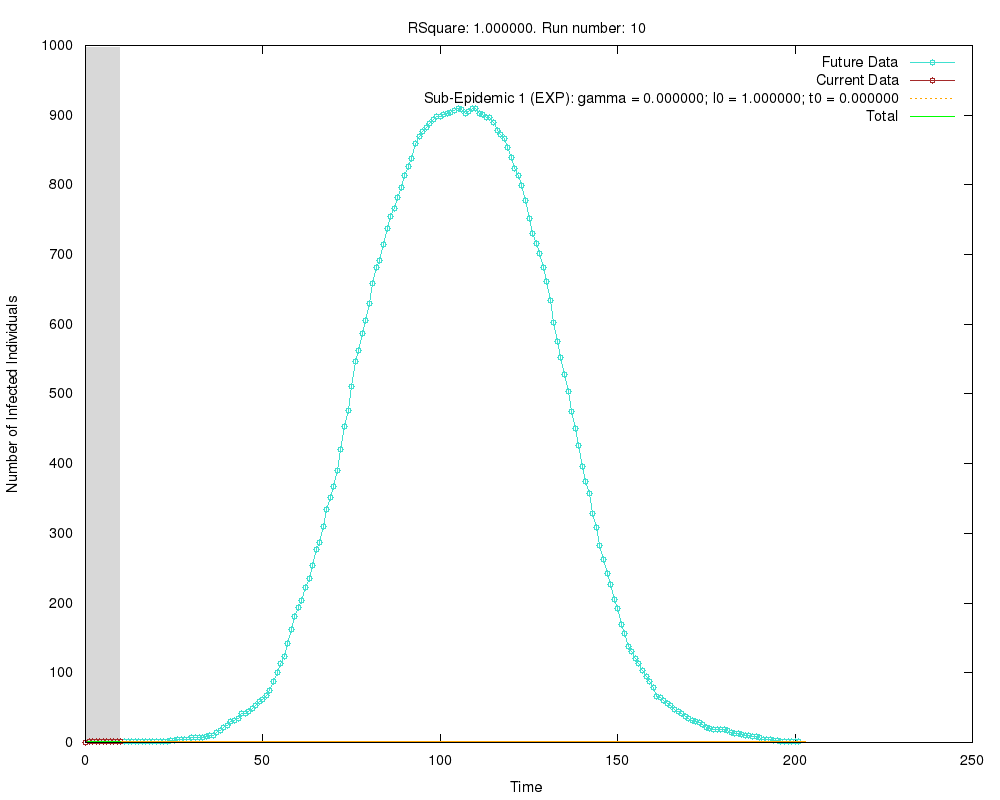 RSquare: 1.000000. Run number: 10
1000
900
800
700
600
500
400
300
200
100
0
Number of Infected Individuals
Future Data
Current Data
Sub-Epidemic 1 (EXP): gamma = 0.000000; I0 = 1.000000; t0 = 0.000000
Total
0 50 100 150 200 250
Time